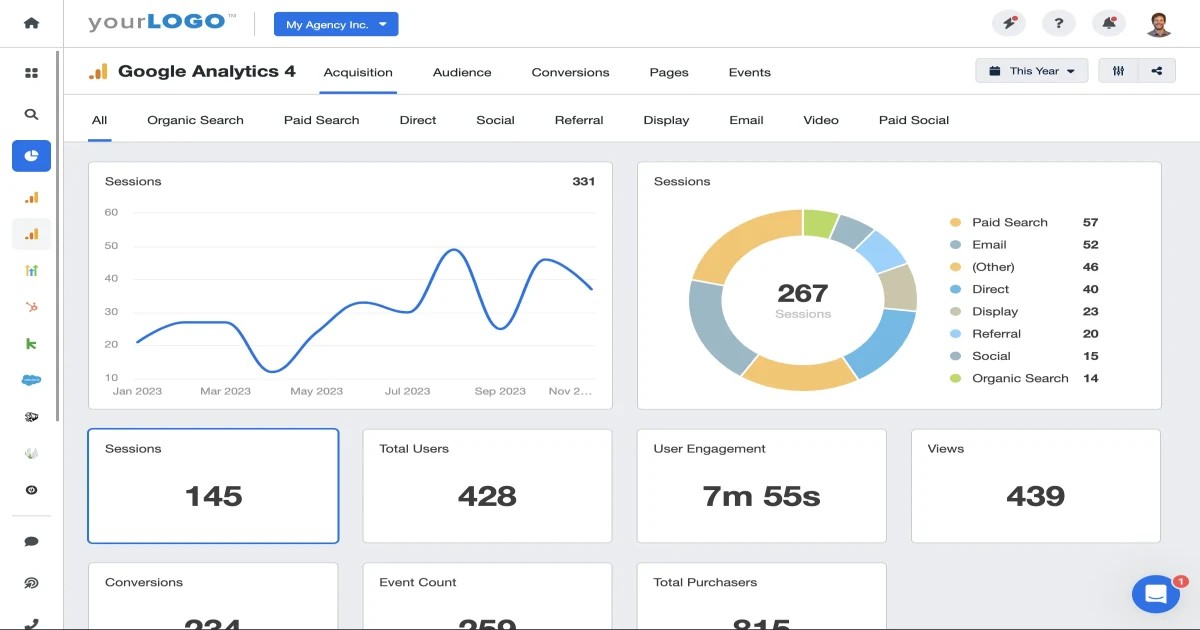 yourLOGO™
My Agency Inc.
?
Google Analytics 4
Acquisition
Audience
Conversions
Pages
Events
This Year
All
Organic Search
Paid Search
Direct
Social
Referral
Display
Email
Video
Paid Social
Sessions
331
60
50
40
30
20
10
Jan 2023
Mar 2023
May 2023
Jul 2023
Sep 2023
Nov 2...
Sessions
267
Sessions
Paid Search 57
Email 52
(Other) 46
Direct 40
Display 23
Referral 20
Social 15
Organic Search 14
Sessions
145
Total Users
428
User Engagement
7m 55s
Views
439
Conversions
234
Event Count
259
Total Purchasers
815
1